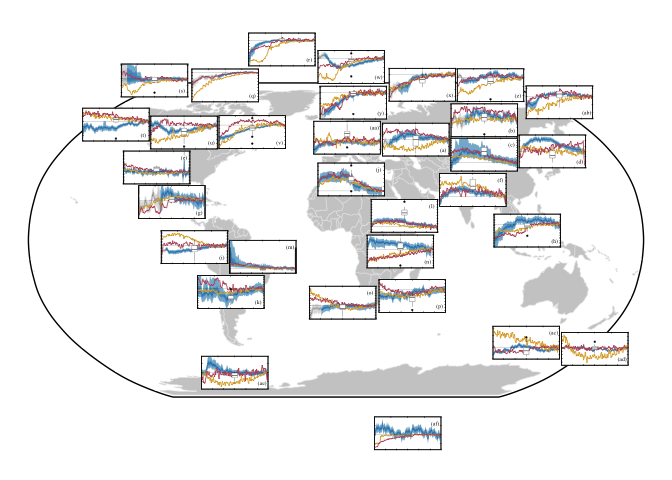 (r)
(w)
(s)
(q)
(x)
(z)
(y)
(ab)
(t)
(u)
(v)
(b)
(aa)
(a)
(c)
(d)
(e)
(j)
(f)
(g)
(l)
(h)
(i)
(m)
(n)
(k)
(o)
(p)
(ae)
(ad)
(ac)
(af)